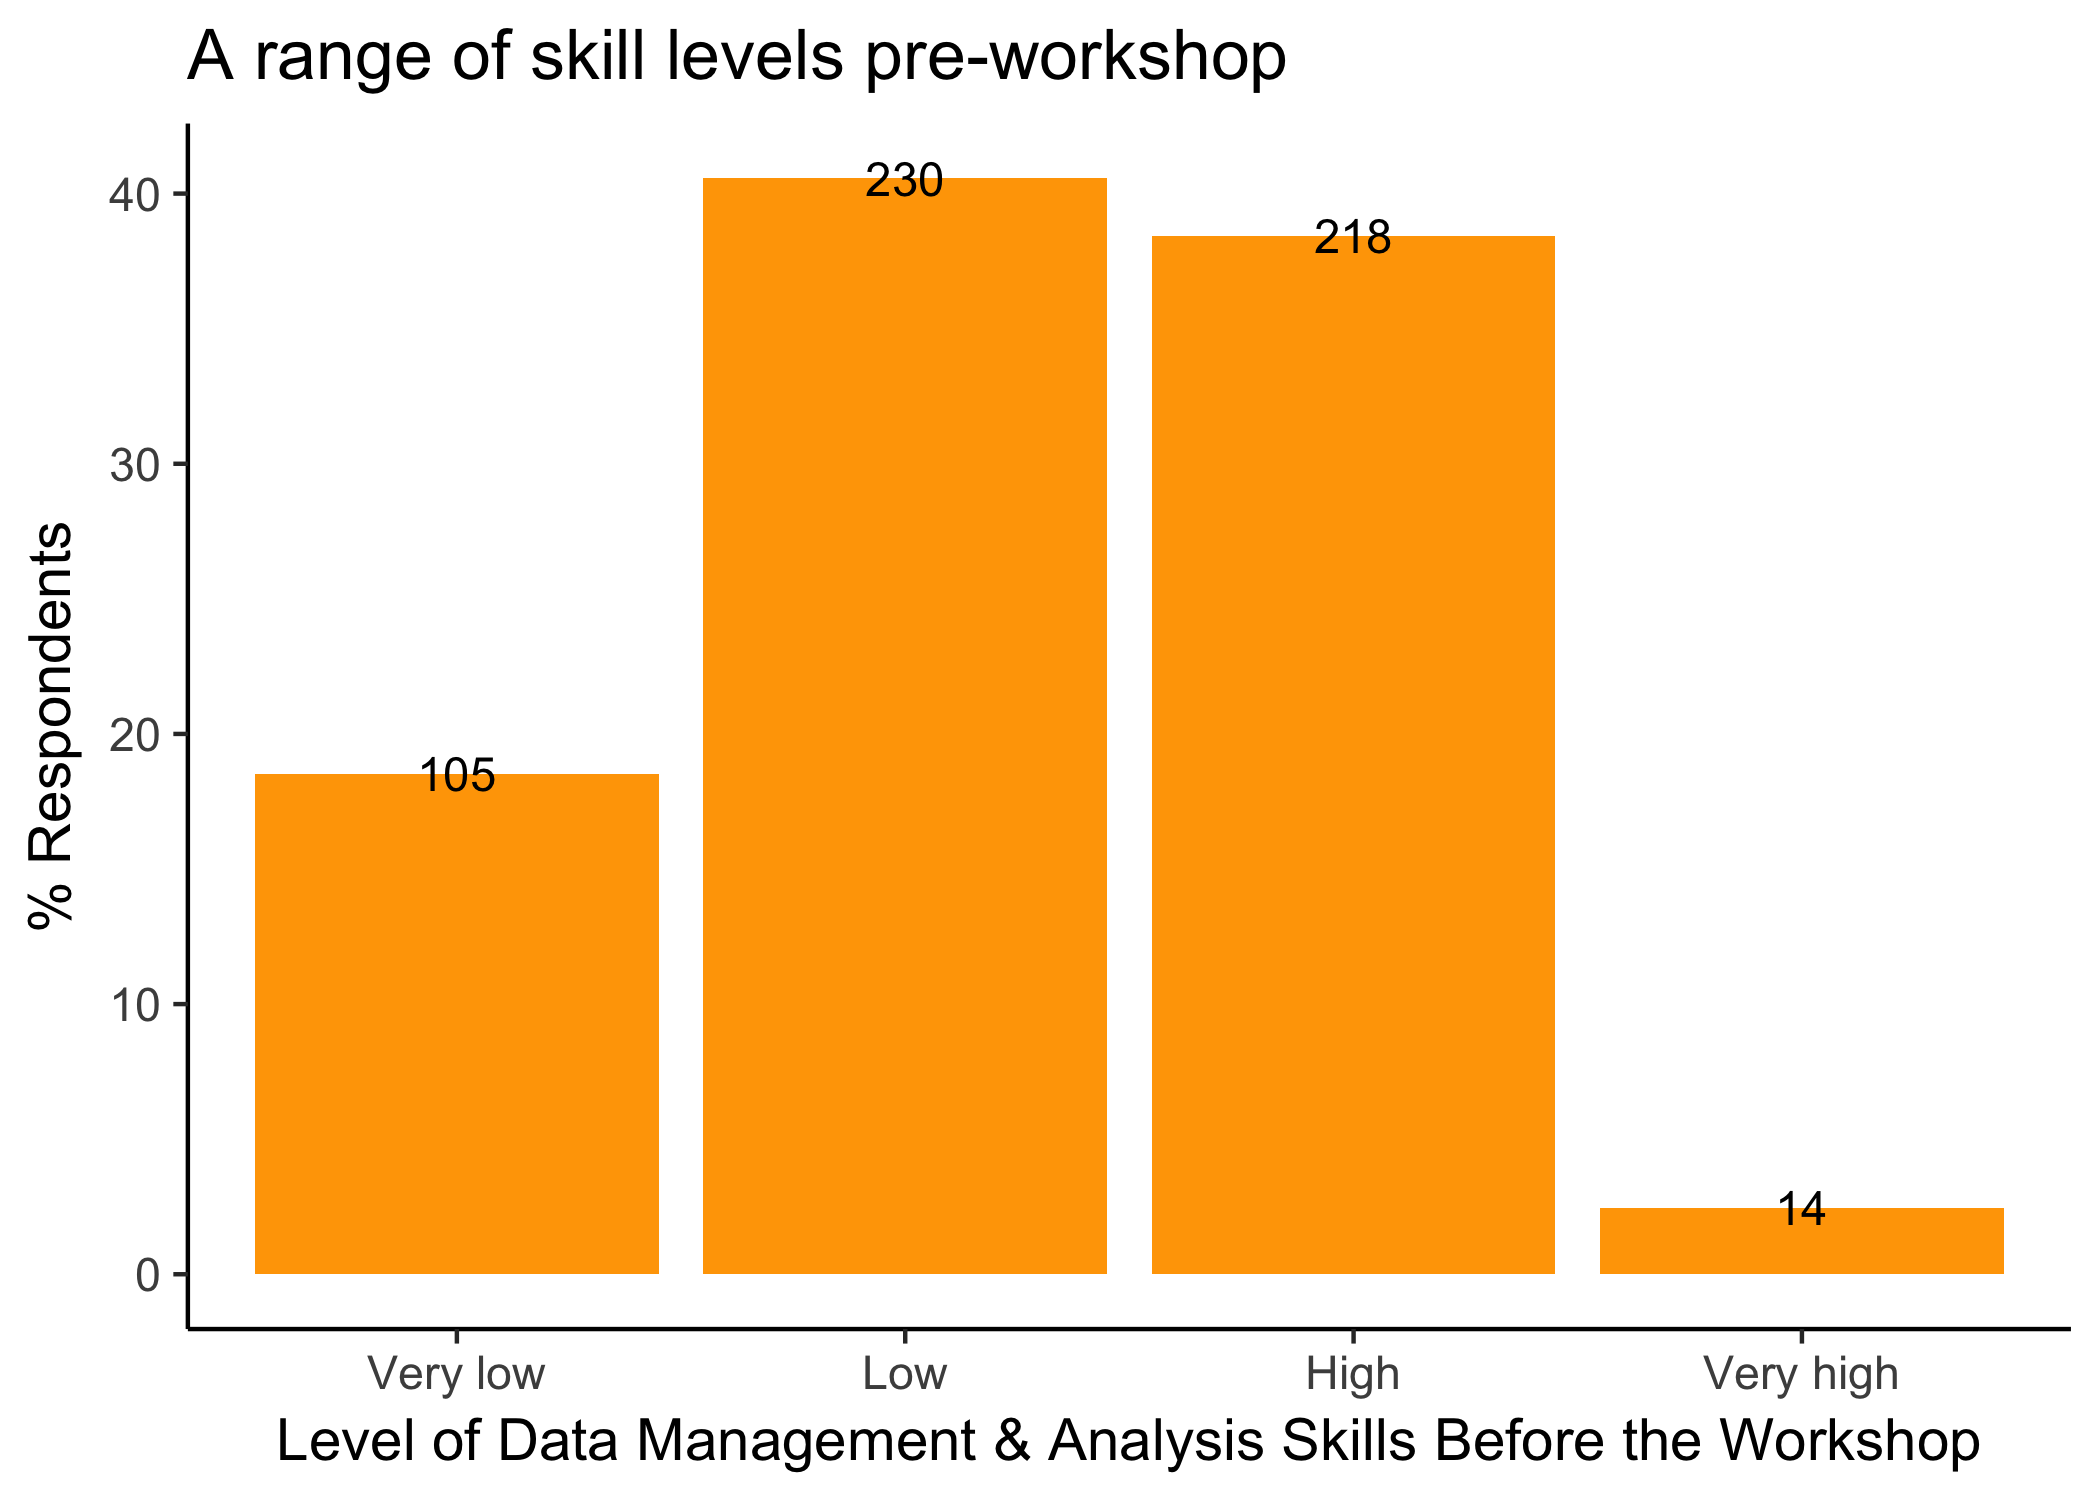 A range of skill levels pre-workshop
% Respondents
40
30
20
10
0
105
230
218
14
Very low
Low
High
Very high
Level of Data Management & Analysis Skills Before the Workshop